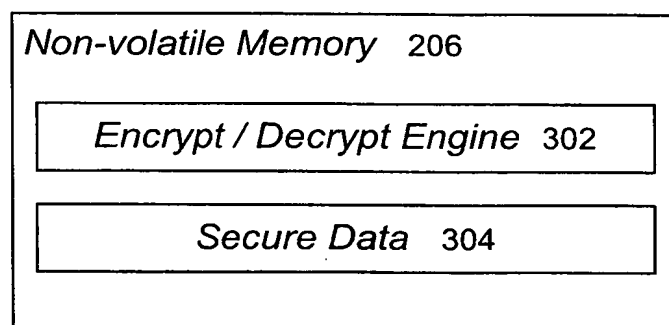 Non-volatile Memory 206
Encrypt / Decrypt Engine 302
Secure Data 304